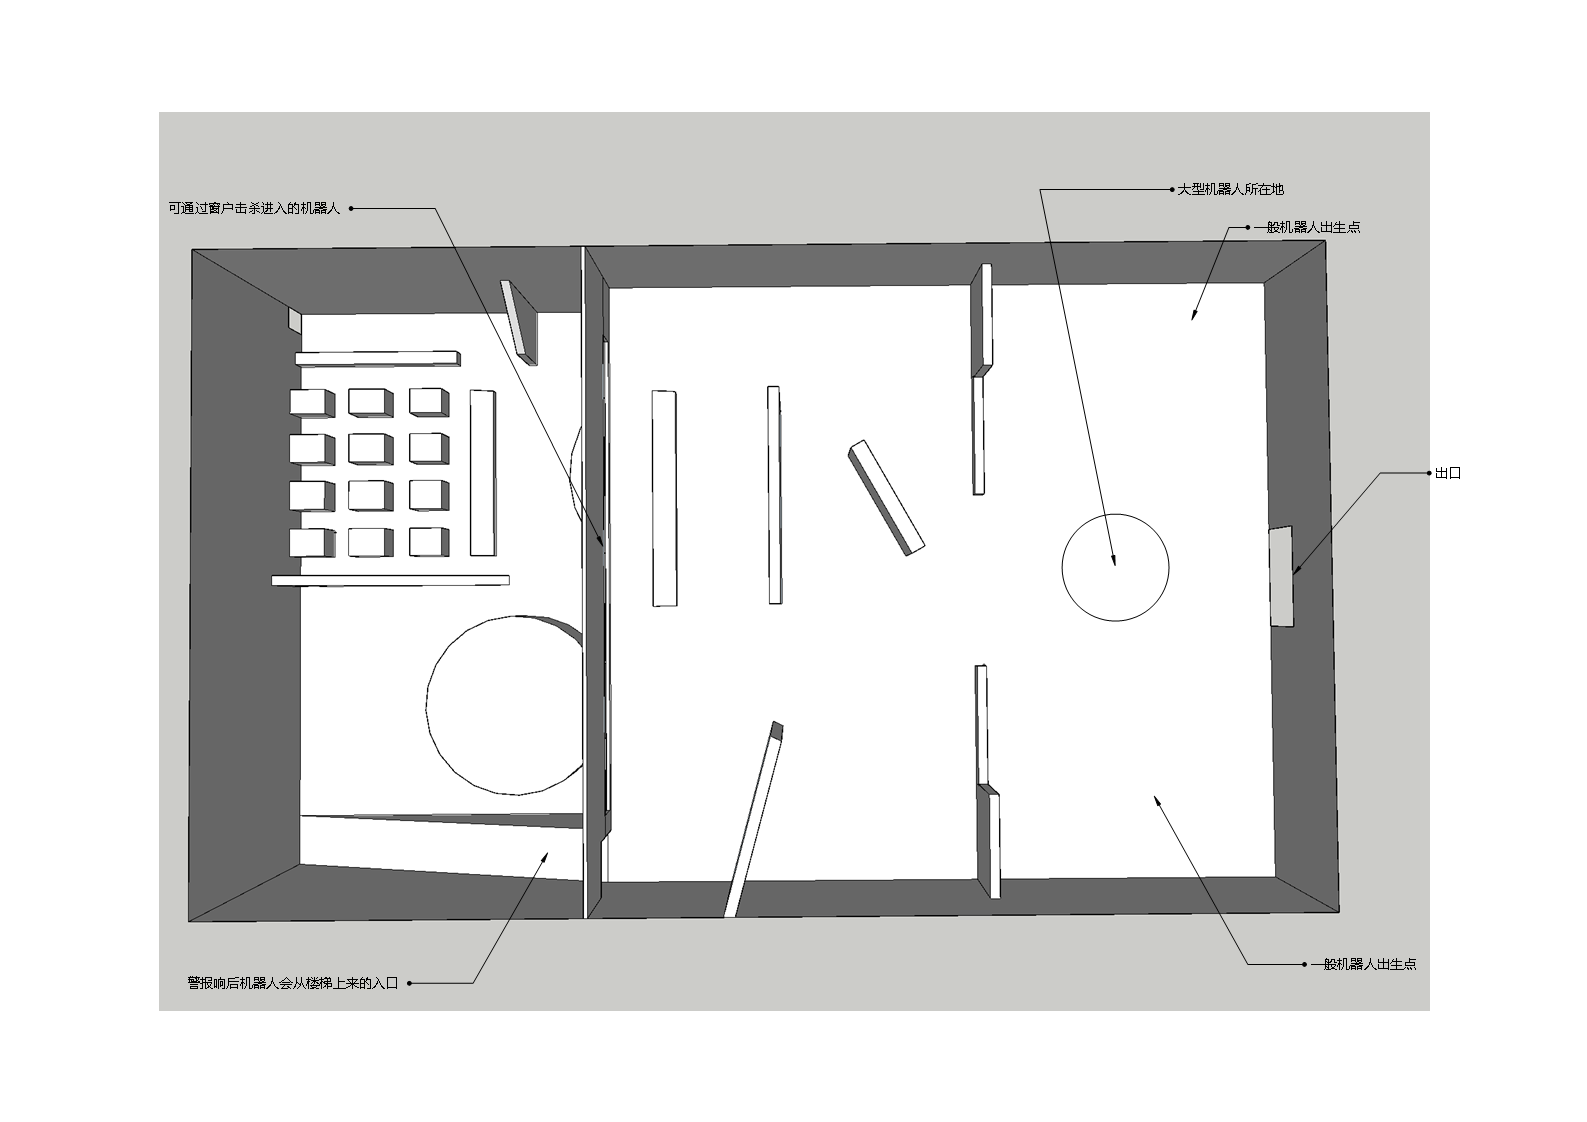 大型机器人所在地
可通过窗户击杀进入的机器人
一般机器人出生点
出口
一般机器人出生点
警报响后机器人会从楼梯上来的入口